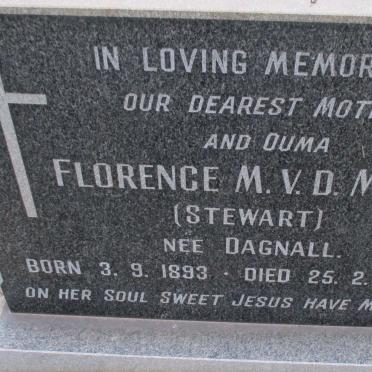 IN LOVING MEMOR
OUR DEAREST MOT
AND OUMA
FLORENCE M. V. D. M
(STEWART)
NEE DAGNALL.
BORN 3. 9. 1893 · DIED 25. 2.
ON HER SOUL SWEET JESUS HAVE M